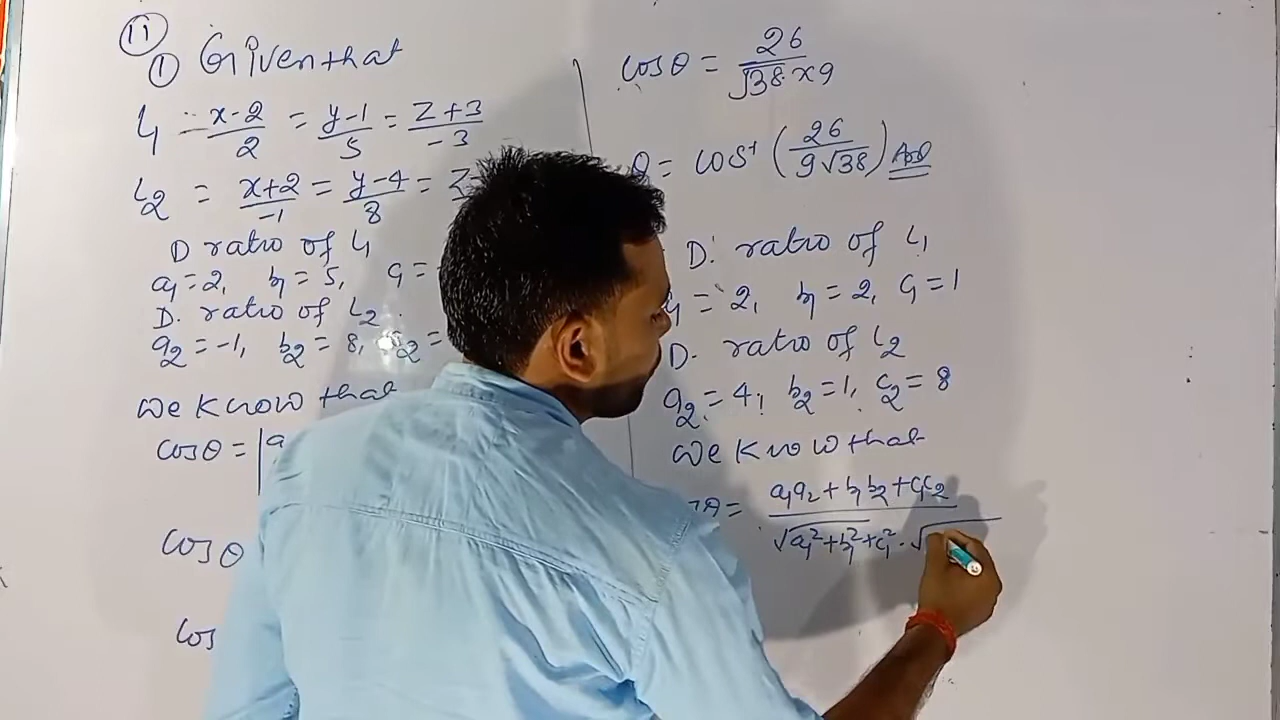 11
① Given that
L₁ = x-2/2 = y-1/5 = z+3/-3
L₂ = x+2/-1 = y-4/8 = z
D ratio of L₁
a₁ = 2, b₁ = 5, c₁ =
D. ratio of L₂
a₂ = -1, b₂ = 8, c₂ =
We know that
cosθ = |a
cosθ
cos
cosθ = 26/√38 × 9
θ = cos⁻¹ (26/9√38) Ans
D. ratio of L₁
a₁ = 2, b₁ = 2, c₁ = 1
D. ratio of L₂
a₂ = 4, b₂ = 1, c₂ = 8
We know that
θ = a₁a₂ + b₁b₂ + c₁c₂/√a₁² + b₁² + c₁² · √